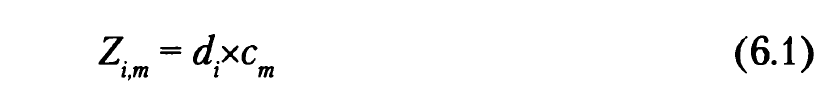 Z_{i,m} = d_i×c_m (6.1)